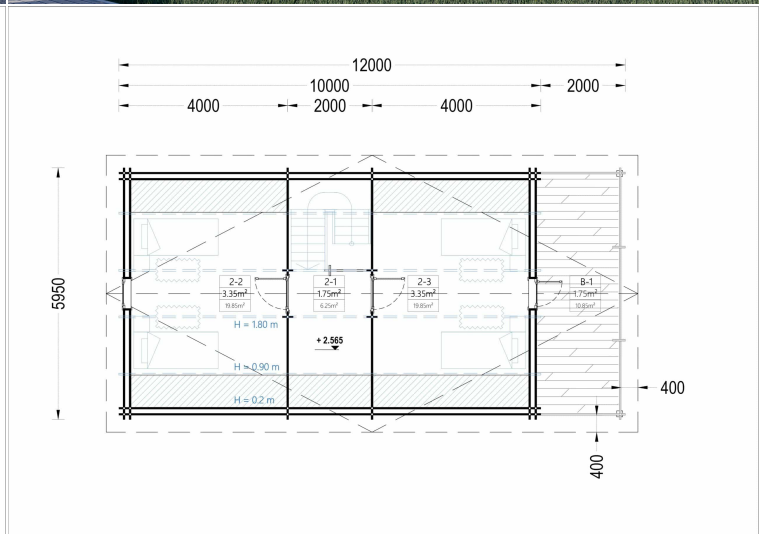 12000
10000
2000
4000
2000
4000
5950
2-2
3.35m²
19.85m²
2-1
1.75m²
6.25m²
2-3
3.35m²
19.85m²
B-1
1.75m²
10.85m²
H = 1.80 m
+ 2.565
H = 0.90 m
400
H = 0.2 m
400